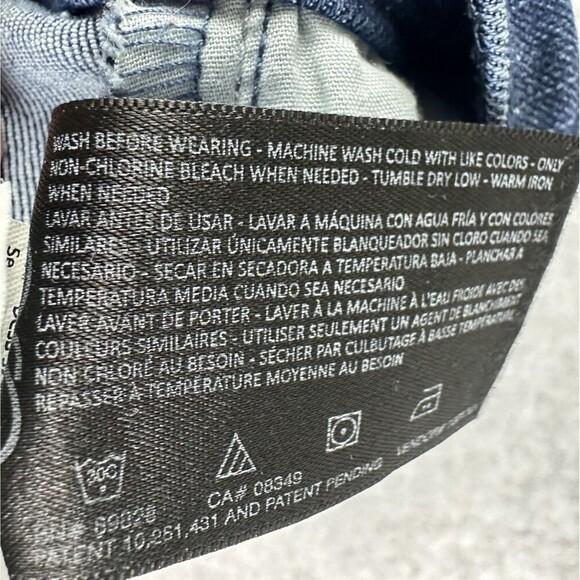 WASH BEFORE WEARING - MACHINE WASH COLD WITH LIKE COLORS - ONLY
NON-CHLORINE BLEACH WHEN NEEDED - TUMBLE DRY LOW - WARM IRON
WHEN NEEDED
LAVAR ANTES DE USAR - LAVAR A MÁQUINA CON AGUA FRÍA Y CON COLORES
SIMILARES - UTILIZAR ÚNICAMENTE BLANQUEADOR SIN CLORO CUANDO SEA
NECESARIO - SECAR EN SECADORA A TEMPERATURA BAJA - PLANCHAR A
TEMPERATURA MEDIA CUANDO SEA NECESARIO
LAVER AVANT DE PORTER - LAVER À LA MACHINE À L'EAU FROIDE AVEC DES
COULEURS SIMILAIRES - UTILISER SEULEMENT UN AGENT DE BLANCHIMENT
NON CHLORÉ AU BESOIN - SÉCHER PAR CULBUTAGE À BASSE TEMPÉRATURE.
REPASSER À TEMPÉRATURE MOYENNE AU BESOIN
30C
CA# 08349
PATENT 10,261,431 AND PATENT PENDING